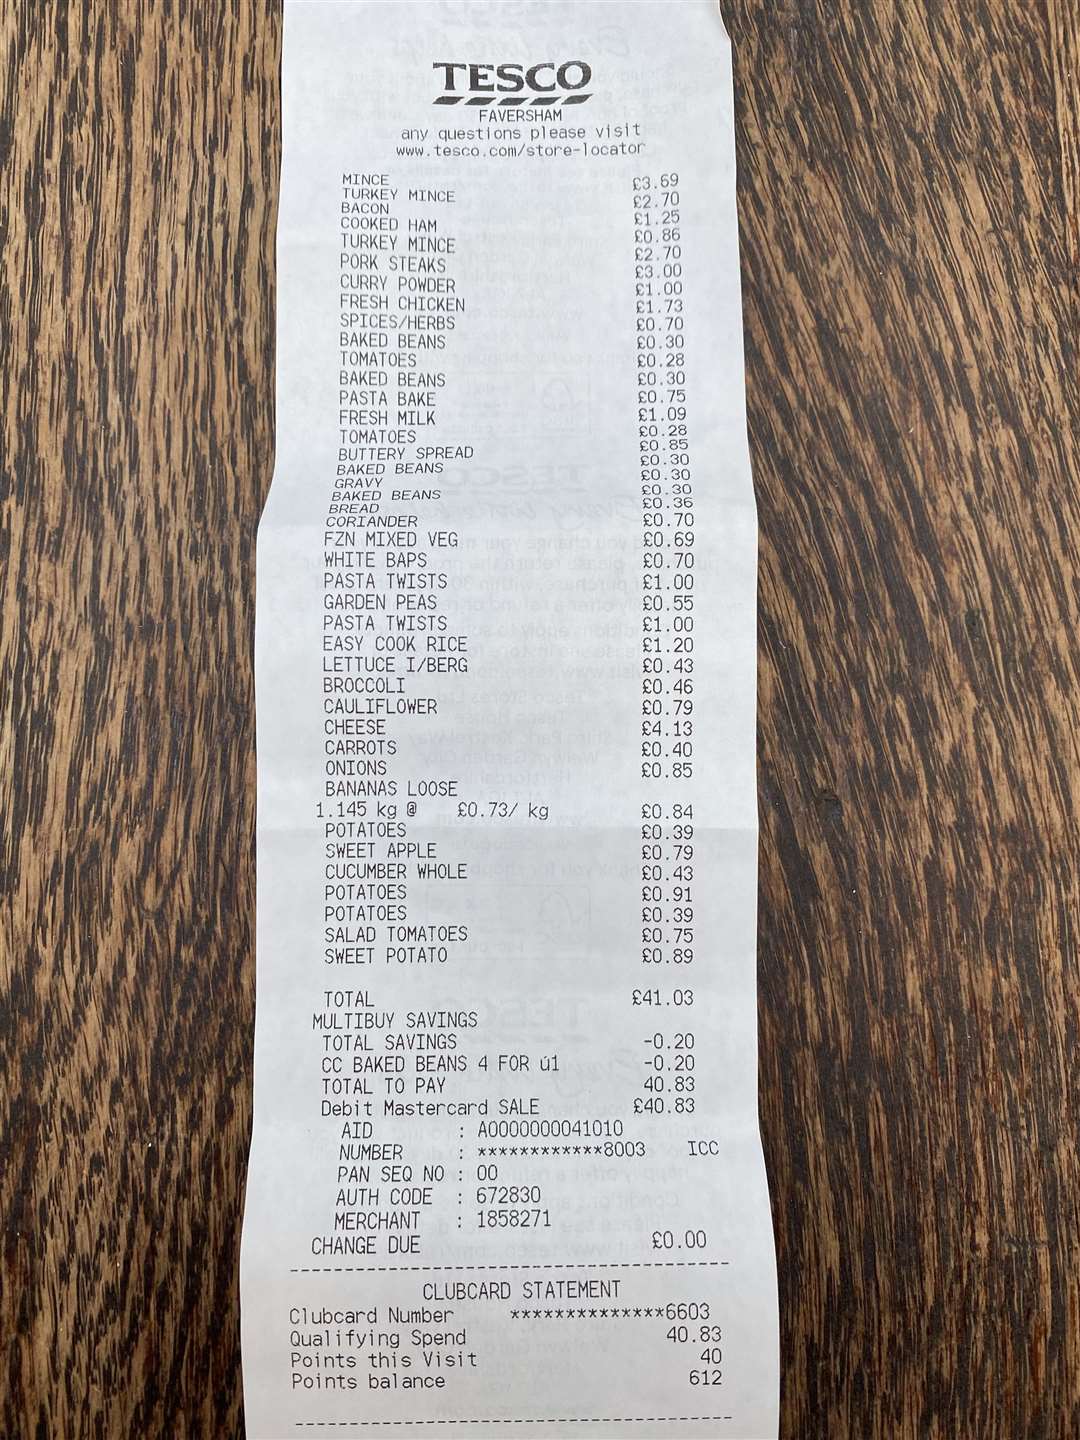 TESCO
FAVERSHAM
any questions please visit
www.tesco.com/store-locator
MINCE £3.69
TURKEY MINCE £2.70
BACON £1.25
COOKED HAM £0.86
TURKEY MINCE £2.70
PORK STEAKS £3.00
CURRY POWDER £1.00
FRESH CHICKEN £1.73
SPICES/HERBS £0.70
BAKED BEANS £0.30
TOMATOES £0.28
BAKED BEANS £0.30
PASTA BAKE £0.75
FRESH MILK £1.09
TOMATOES £0.28
BUTTERY SPREAD £0.85
BAKED BEANS £0.30
GRAVY £0.30
BAKED BEANS £0.30
BREAD £0.36
CORIANDER £0.70
FZN MIXED VEG £0.69
WHITE BAPS £0.70
PASTA TWISTS £1.00
GARDEN PEAS £0.55
PASTA TWISTS £1.00
EASY COOK RICE £1.20
LETTUCE I/BERG £0.43
BROCCOLI £0.46
CAULIFLOWER £0.79
CHEESE £4.13
CARROTS £0.40
ONIONS £0.85
BANANAS LOOSE
1.145 kg @ £0.73/ kg £0.84
POTATOES £0.39
SWEET APPLE £0.79
CUCUMBER WHOLE £0.43
POTATOES £0.91
POTATOES £0.39
SALAD TOMATOES £0.75
SWEET POTATO £0.89
TOTAL £41.03
MULTIBUY SAVINGS
TOTAL SAVINGS -0.20
CC BAKED BEANS 4 FOR ú1 -0.20
TOTAL TO PAY 40.83
Debit Mastercard SALE £40.83
AID : A0000000041010
NUMBER : ************8003 ICC
PAN SEQ NO : 00
AUTH CODE : 672830
MERCHANT : 1858271
CHANGE DUE £0.00
CLUBCARD STATEMENT
Clubcard Number **************6603
Qualifying Spend 40.83
Points this Visit 40
Points balance 612